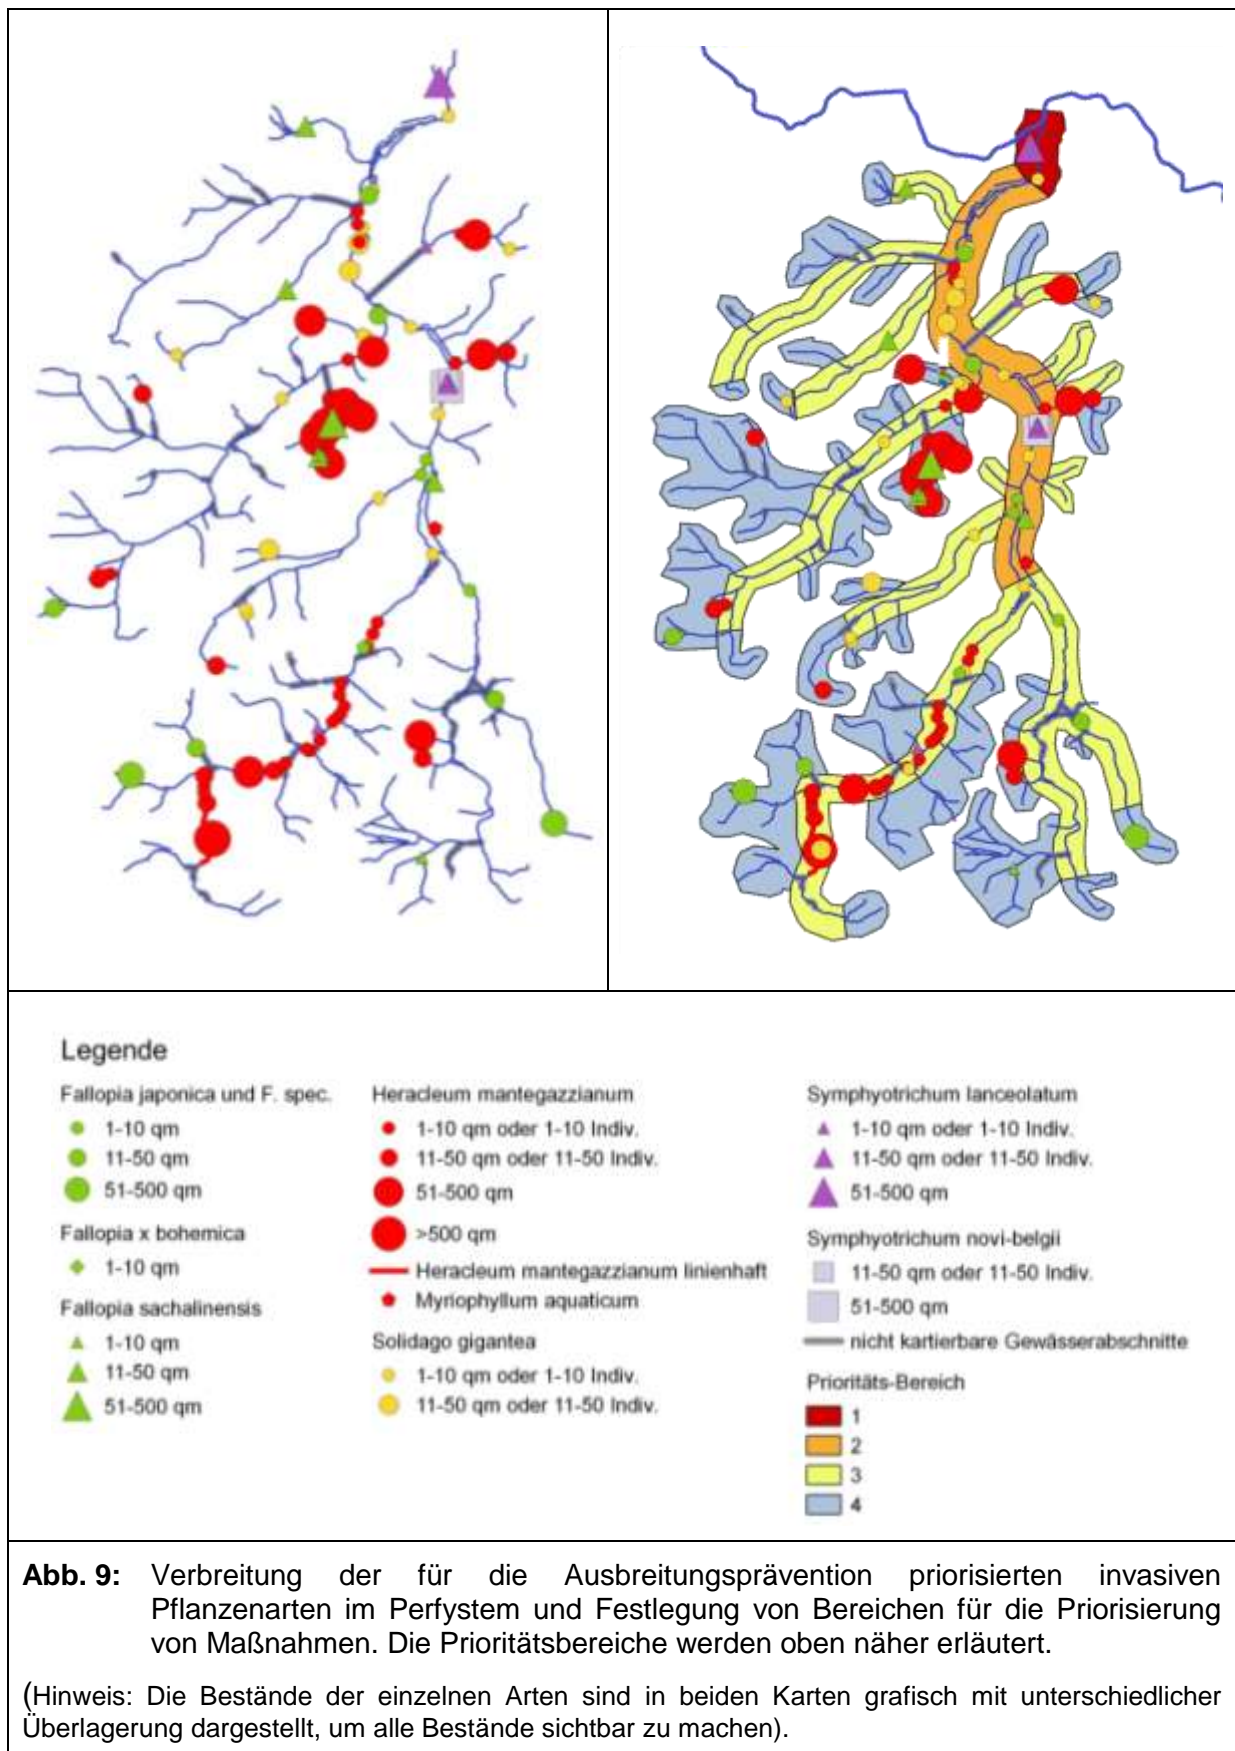 Legende
Fallopia japonica und F. spec.
1-10 qm
11-50 qm
51-500 qm
Fallopia x bohemica
1-10 qm
Fallopia sachalinensis
1-10 qm
11-50 qm
51-500 qm
Heracleum mantegazzianum
1-10 qm oder 1-10 Indiv.
11-50 qm oder 11-50 Indiv.
51-500 qm
>500 qm
Heracleum mantegazzianum linienhaft
Myriophyllum aquaticum
Solidago gigantea
1-10 qm oder 1-10 Indiv.
11-50 qm oder 11-50 Indiv.
Symphyotrichum lanceolatum
1-10 qm oder 1-10 Indiv.
11-50 qm oder 11-50 Indiv.
51-500 qm
Symphyotrichum novi-belgii
11-50 qm oder 11-50 Indiv.
51-500 qm
nicht kartierbare Gewässerabschnitte
Prioritäts-Bereich
1
2
3
4
Abb. 9: Verbreitung der für die Ausbreitungsprävention priorisierten invasiven
Pflanzenarten im Perfystem und Festlegung von Bereichen für die Priorisierung
von Maßnahmen. Die Prioritätsbereiche werden oben näher erläutert.
(Hinweis: Die Bestände der einzelnen Arten sind in beiden Karten grafisch mit unterschiedlicher
Überlagerung dargestellt, um alle Bestände sichtbar zu machen).